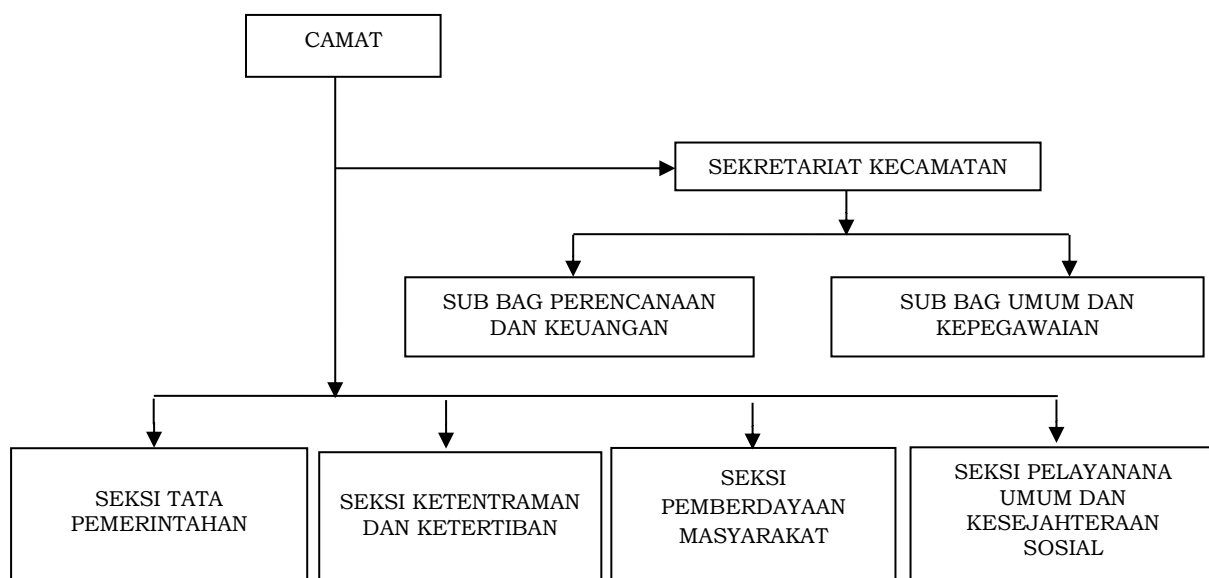 CAMAT
SEKRETARIAT KECAMATAN
SUB BAG PERENCANAAN
DAN KEUANGAN
SUB BAG UMUM DAN
KEPEGAWAIAN
SEKSI TATA
PEMERINTAHAN
SEKSI KETENTRAMAN
DAN KETERTIBAN
SEKSI
PEMBERDAYAAN
MASYARAKAT
SEKSI PELAYANANA
UMUM DAN
KESEJAHTERAAN
SOSIAL